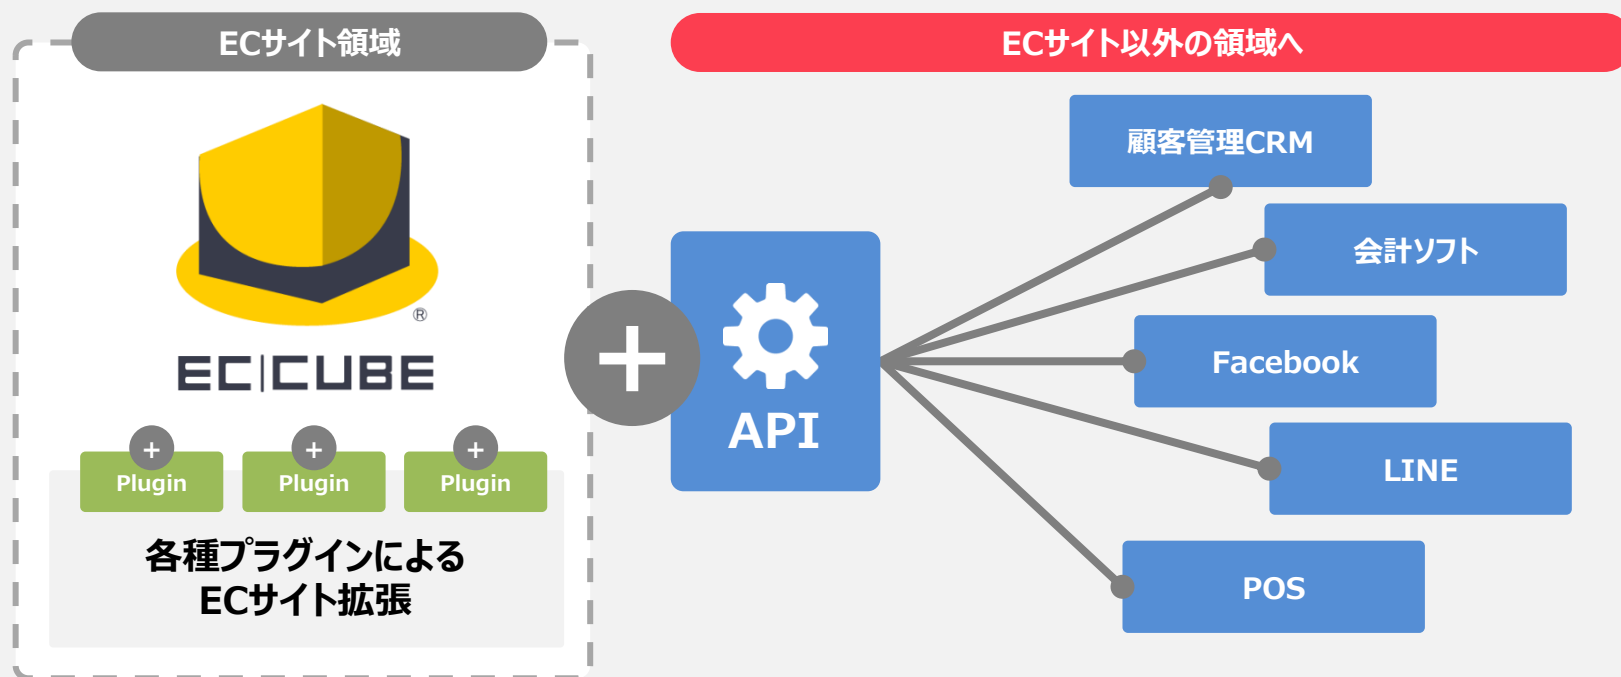 ECサイト領域
®
EC|CUBE
+
+
+
Plugin
Plugin
Plugin
各種プラグインによる
ECサイト拡張
+
ECサイト以外の領域へ
API
顧客管理CRM
会計ソフト
Facebook
LINE
POS